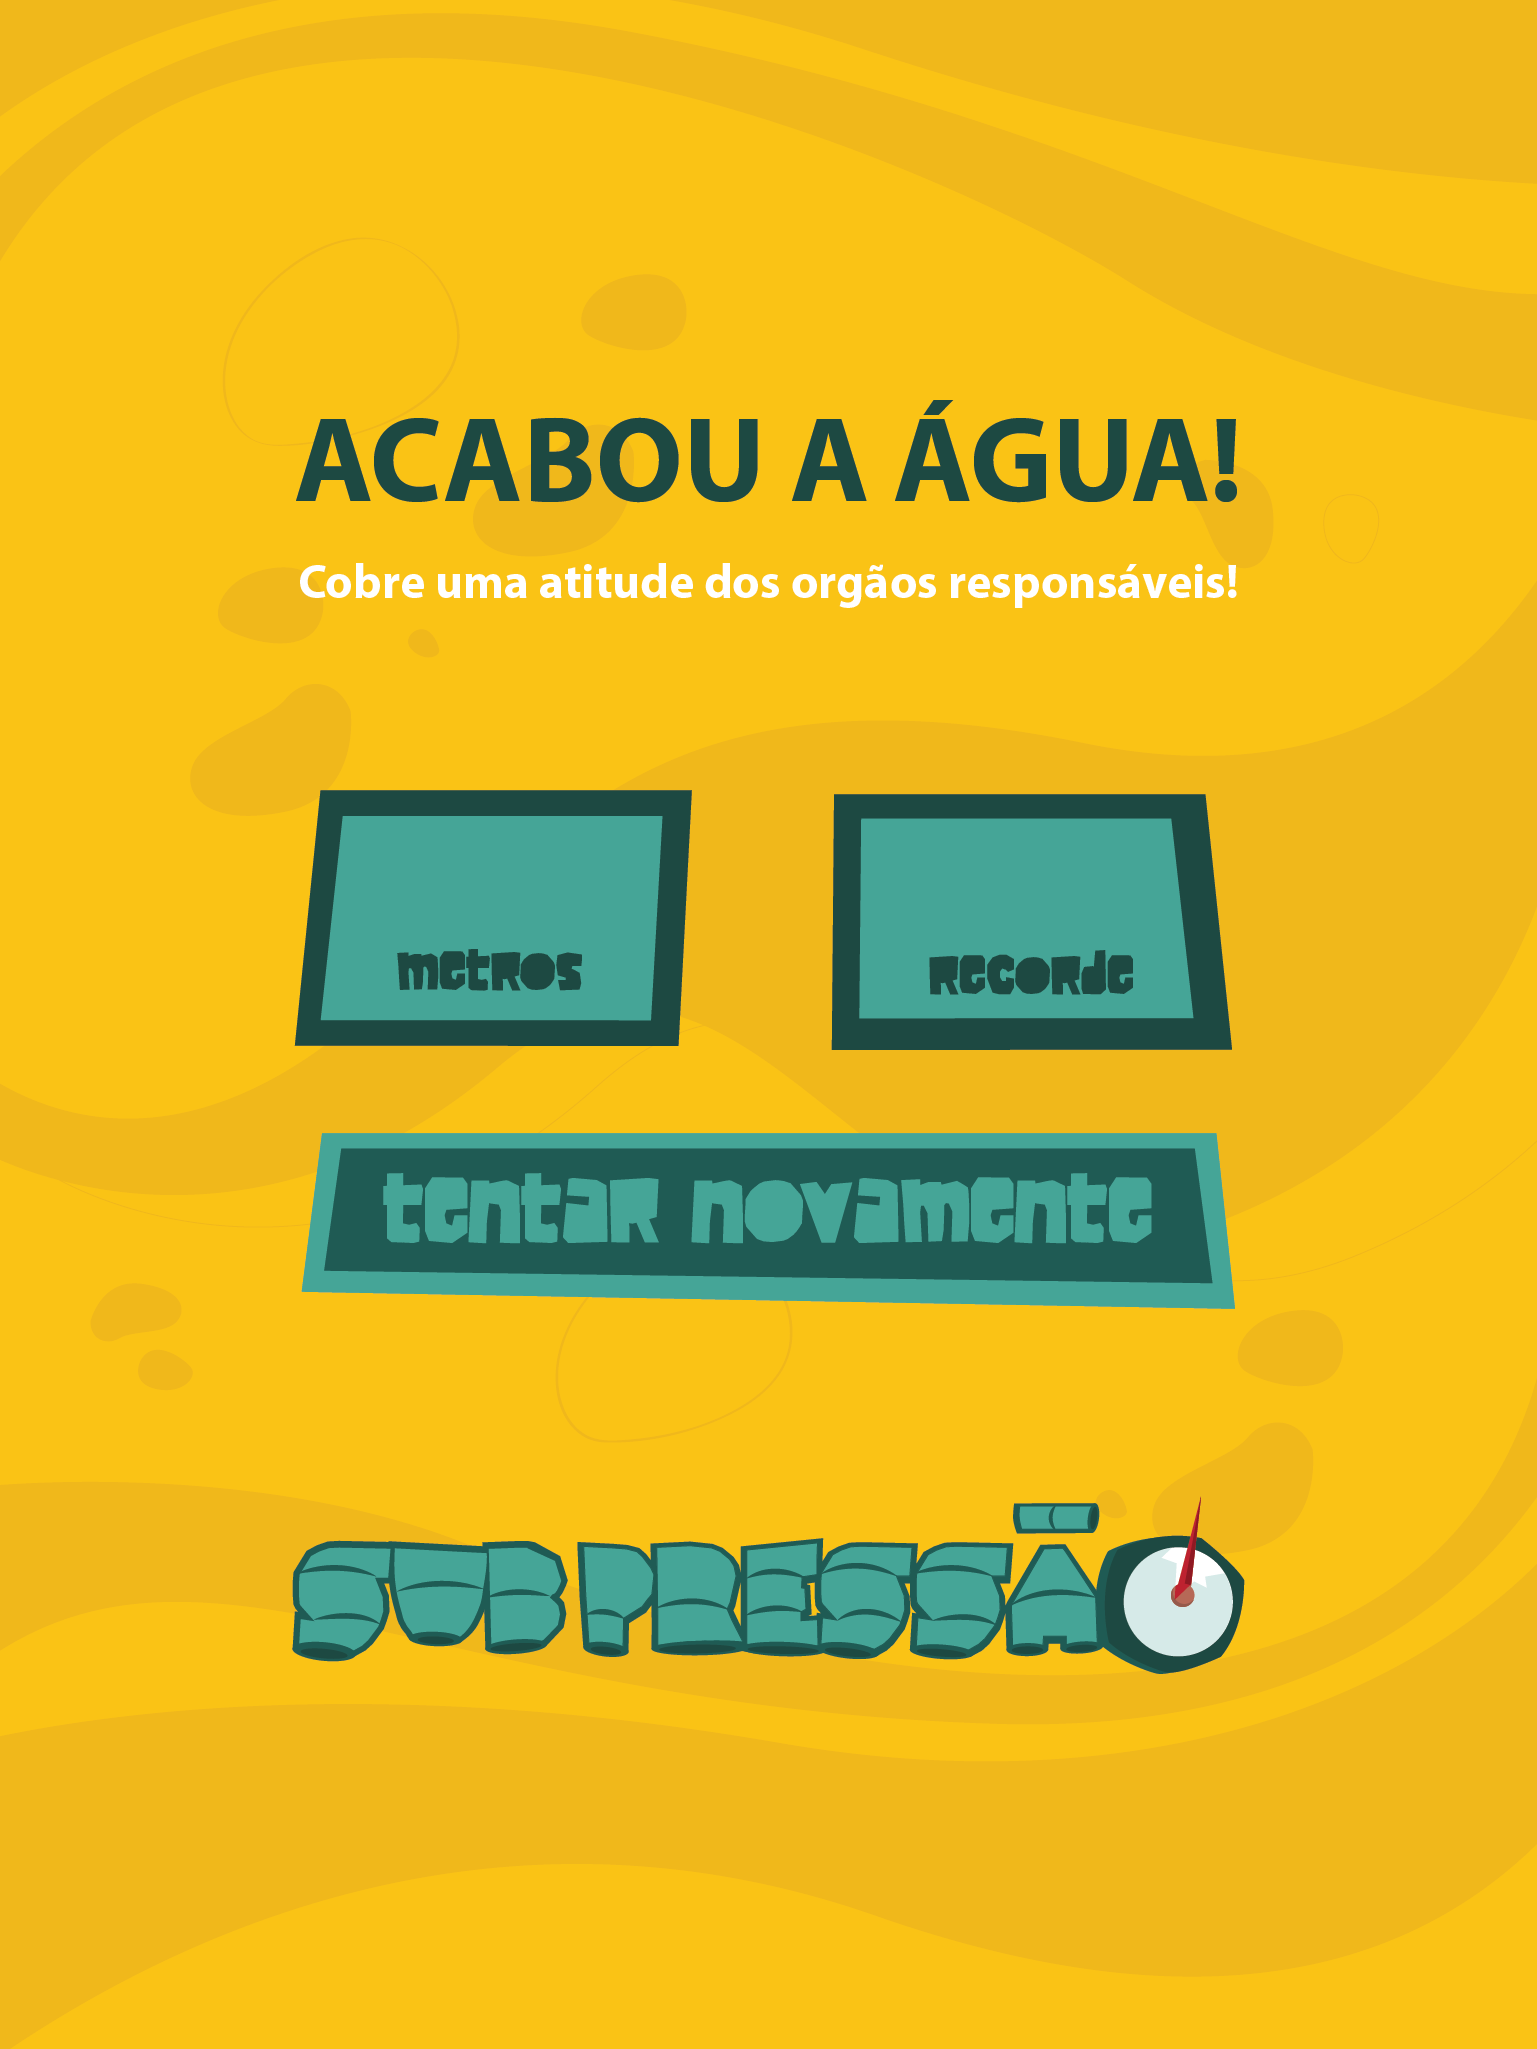 ACABOU A ÁGUA!
Cobre uma atitude dos orgãos responsáveis!
metros
recorde
tentar novamente
SUB PRESSÃO